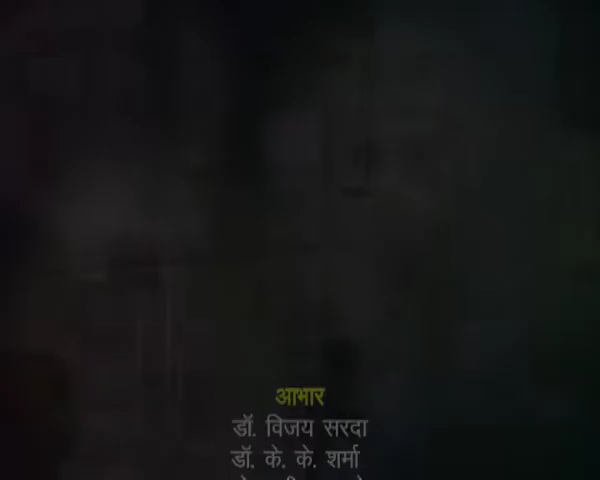 आभार
डॉ. विजय सरदा
डॉ. के. के. शर्मा